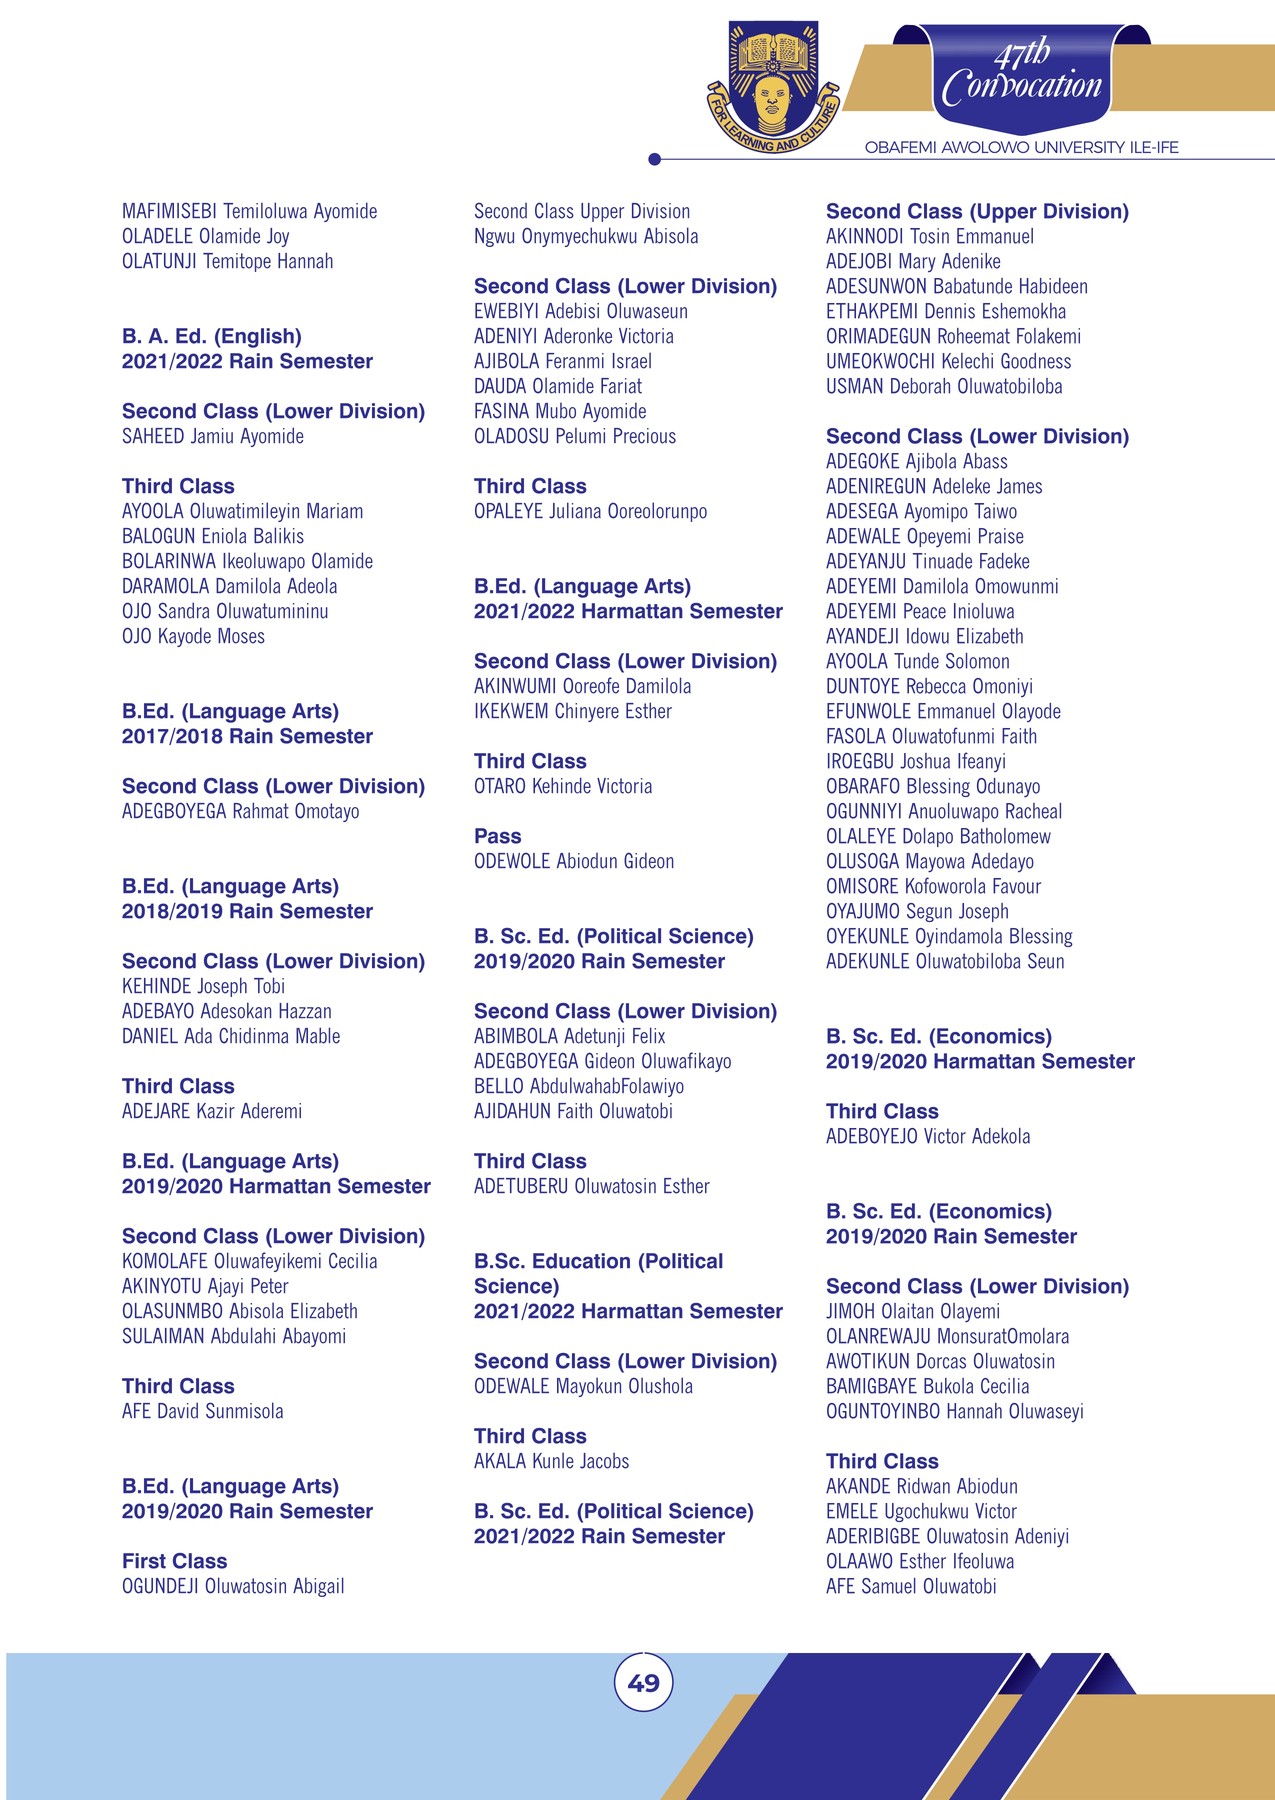 47th
Convocation
FOR LEARNING AND CULTURE
OBAFEMI AWOLOWO UNIVERSITY ILE-IFE
MAFIMISEBI Temiloluwa Ayomide
OLADELE Olamide Joy
OLATUNJI Temitope Hannah
B. A. Ed. (English)
2021/2022 Rain Semester
Second Class (Lower Division)
SAHEED Jamiu Ayomide
Third Class
AYOOLA Oluwatimileyin Mariam
BALOGUN Eniola Balikis
BOLARINWA Ikeoluwapo Olamide
DARAMOLA Damilola Adeola
OJO Sandra Oluwatumininu
OJO Kayode Moses
B.Ed. (Language Arts)
2017/2018 Rain Semester
Second Class (Lower Division)
ADEGBOYEGA Rahmat Omotayo
B.Ed. (Language Arts)
2018/2019 Rain Semester
Second Class (Lower Division)
KEHINDE Joseph Tobi
ADEBAYO Adesokan Hazzan
DANIEL Ada Chidinma Mable
Third Class
ADEJARE Kazir Aderemi
B.Ed. (Language Arts)
2019/2020 Harmattan Semester
Second Class (Lower Division)
KOMOLAFE Oluwafeyikemi Cecilia
AKINYOTU Ajayi Peter
OLASUNMBO Abisola Elizabeth
SULAIMAN Abdulahi Abayomi
Third Class
AFE David Sunmisola
B.Ed. (Language Arts)
2019/2020 Rain Semester
First Class
OGUNDEJI Oluwatosin Abigail
Second Class Upper Division
Ngwu Onymyechukwu Abisola
Second Class (Lower Division)
EWEBIYI Adebisi Oluwaseun
ADENIYI Aderonke Victoria
AJIBOLA Feranmi Israel
DAUDA Olamide Fariat
FASINA Mubo Ayomide
OLADOSU Pelumi Precious
Third Class
OPALEYE Juliana Ooreolorunpo
B.Ed. (Language Arts)
2021/2022 Harmattan Semester
Second Class (Lower Division)
AKINWUMI Ooreofe Damilola
IKEKWEM Chinyere Esther
Third Class
OTARO Kehinde Victoria
Pass
ODEWOLE Abiodun Gideon
B. Sc. Ed. (Political Science)
2019/2020 Rain Semester
Second Class (Lower Division)
ABIMBOLA Adetunji Felix
ADEGBOYEGA Gideon Oluwafikayo
BELLO AbdulwahabFolawiyo
AJIDAHUN Faith Oluwatobi
Third Class
ADETUBERU Oluwatosin Esther
B.Sc. Education (Political
Science)
2021/2022 Harmattan Semester
Second Class (Lower Division)
ODEWALE Mayokun Olushola
Third Class
AKALA Kunle Jacobs
B. Sc. Ed. (Political Science)
2021/2022 Rain Semester
Second Class (Upper Division)
AKINNODI Tosin Emmanuel
ADEJOBI Mary Adenike
ADESUNWON Babatunde Habideen
ETHAKPEMI Dennis Eshemokha
ORIMADEGUN Roheemat Folakemi
UMEOKWOCHI Kelechi Goodness
USMAN Deborah Oluwatobiloba
Second Class (Lower Division)
ADEGOKE Ajibola Abass
ADENIREGUN Adeleke James
ADESEGA Ayomipo Taiwo
ADEWALE Opeyemi Praise
ADEYANJU Tinuade Fadeke
ADEYEMI Damilola Omowunmi
ADEYEMI Peace Inioluwa
AYANDEJI Idowu Elizabeth
AYOOLA Tunde Solomon
DUNTOYE Rebecca Omoniyi
EFUNWOLE Emmanuel Olayode
FASOLA Oluwatofunmi Faith
IROEGBU Joshua Ifeanyi
OBARAFO Blessing Odunayo
OGUNNIYI Anuoluwapo Racheal
OLALEYE Dolapo Batholomew
OLUSOGA Mayowa Adedayo
OMISORE Kofoworola Favour
OYAJUMO Segun Joseph
OYEKUNLE Oyindamola Blessing
ADEKUNLE Oluwatobiloba Seun
B. Sc. Ed. (Economics)
2019/2020 Harmattan Semester
Third Class
ADEBOYEJO Victor Adekola
B. Sc. Ed. (Economics)
2019/2020 Rain Semester
Second Class (Lower Division)
JIMOH Olaitan Olayemi
OLANREWAJU MonsuratOmolara
AWOTIKUN Dorcas Oluwatosin
BAMIGBAYE Bukola Cecilia
OGUNTOYINBO Hannah Oluwaseyi
Third Class
AKANDE Ridwan Abiodun
EMELE Ugochukwu Victor
ADERIBIGBE Oluwatosin Adeniyi
OLAAWO Esther Ifeoluwa
AFE Samuel Oluwatobi
49